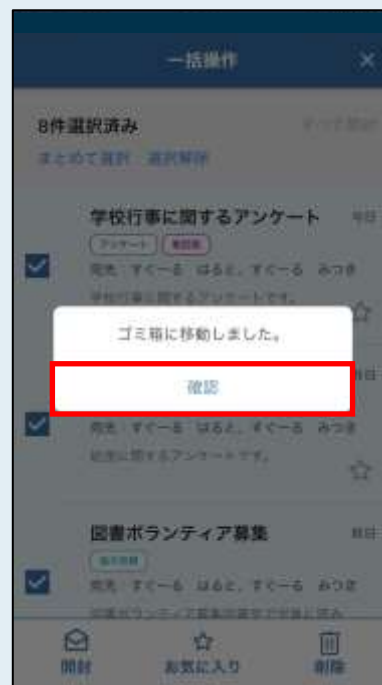 一括操作
8件選択済み
まとめて選択 選択解除
学校行事に関するアンケート 今日
アンケート
宛先 すぐーる はると、すぐーる みつき
学校行事に関するアンケートです。
ゴミ箱に移動しました。
確認
宛先 すぐーる はると、すぐーる みつき
図書ボランティア募集 昨日
宛先 すぐーる はると、すぐーる みつき
開封 お気に入り 削除